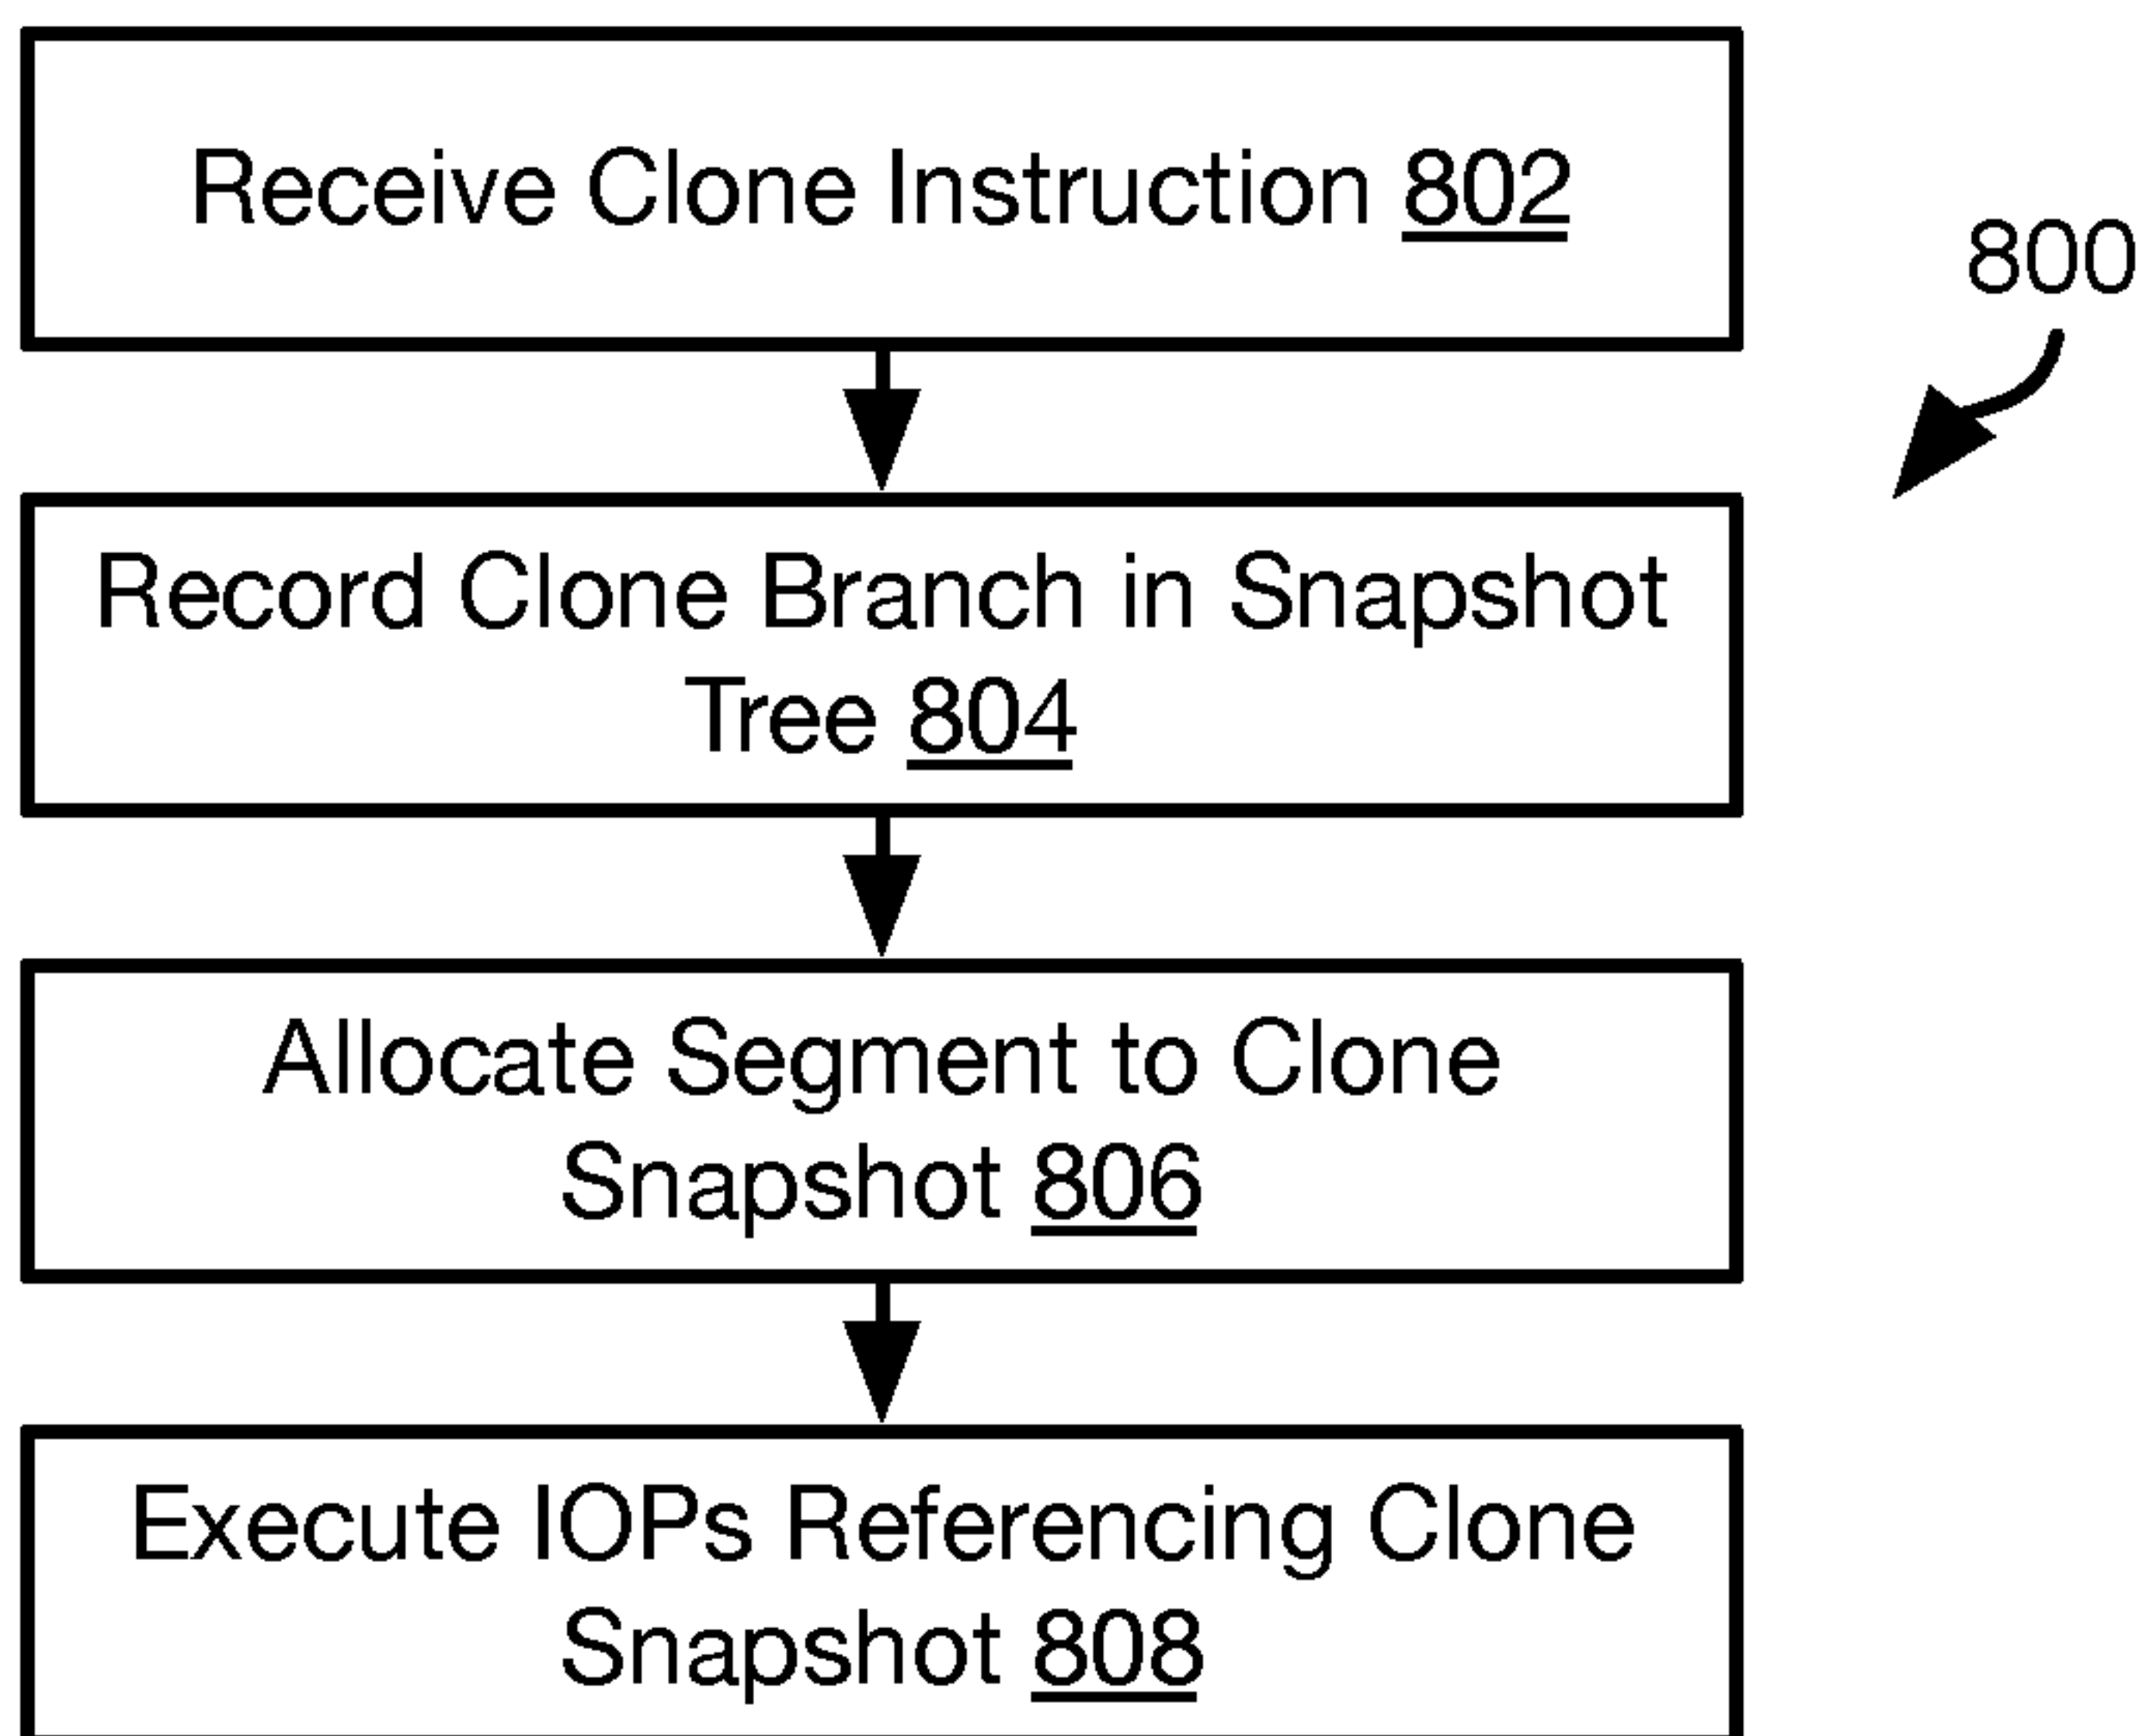 Receive Clone Instruction 802
800
Record Clone Branch in Snapshot
Tree 804
Allocate Segment to Clone
Snapshot 806
Execute IOPs Referencing Clone
Snapshot 808